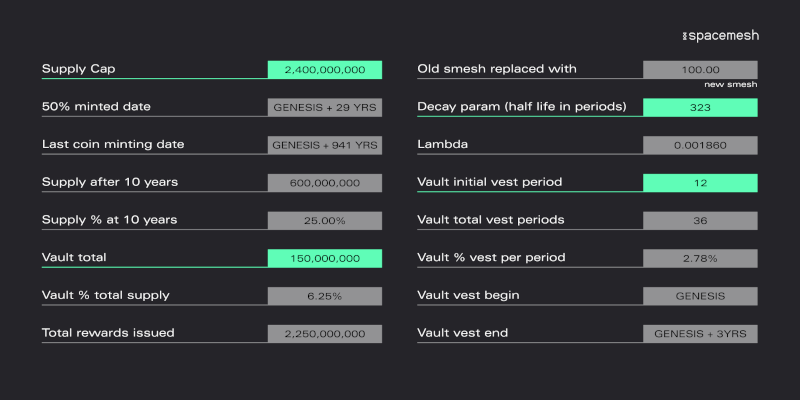 spacemesh
Supply Cap 2,400,000,000
50% minted date GENESIS + 29 YRS
Last coin minting date GENESIS + 941 YRS
Supply after 10 years 600,000,000
Supply % at 10 years 25.00%
Vault total 150,000,000
Vault % total supply 6.25%
Total rewards issued 2,250,000,000
Old smesh replaced with 100.00
new smesh
Decay param (half life in periods) 323
Lambda 0.001860
Vault initial vest period 12
Vault total vest periods 36
Vault % vest per period 2.78%
Vault vest begin GENESIS
Vault vest end GENESIS + 3YRS